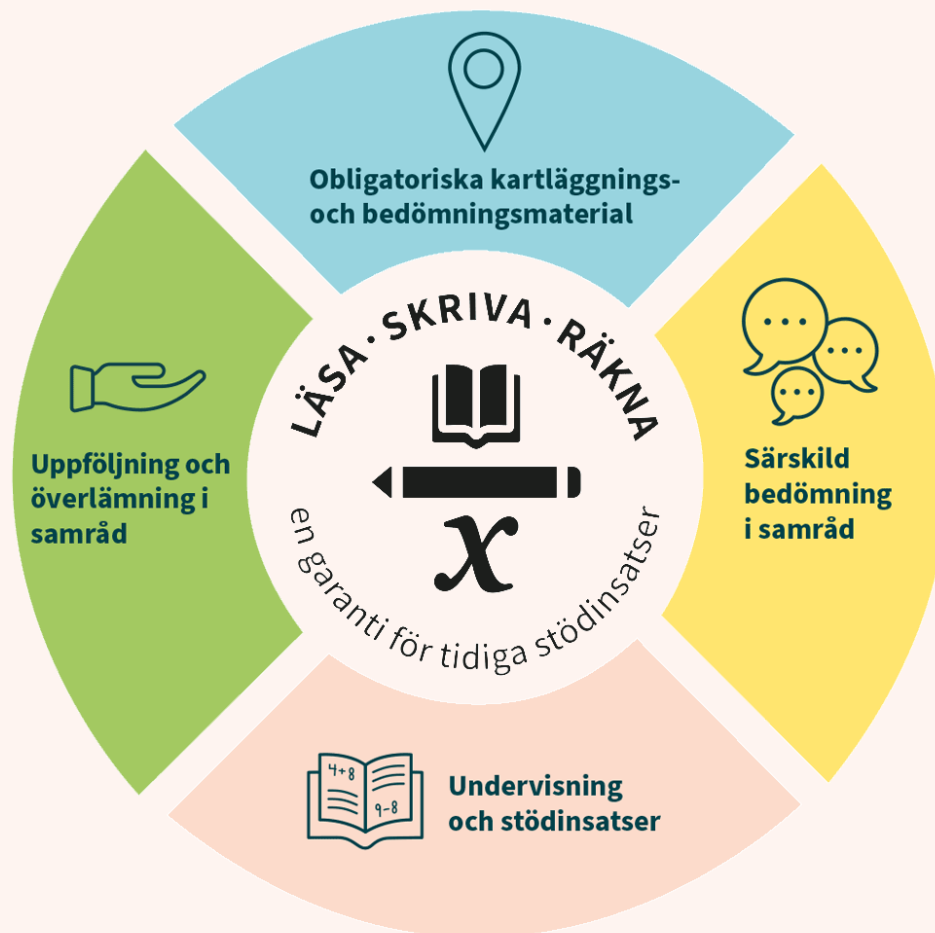 Obligatoriska kartläggnings-
och bedömningsmaterial
LÄSA · SKRIVA · RÄKNA
en garanti för tidiga stödinsatser
Särskild
bedömning
i samråd
Undervisning
och stödinsatser
4+8
9-8
Uppföljning och
överlämning i
samråd
x